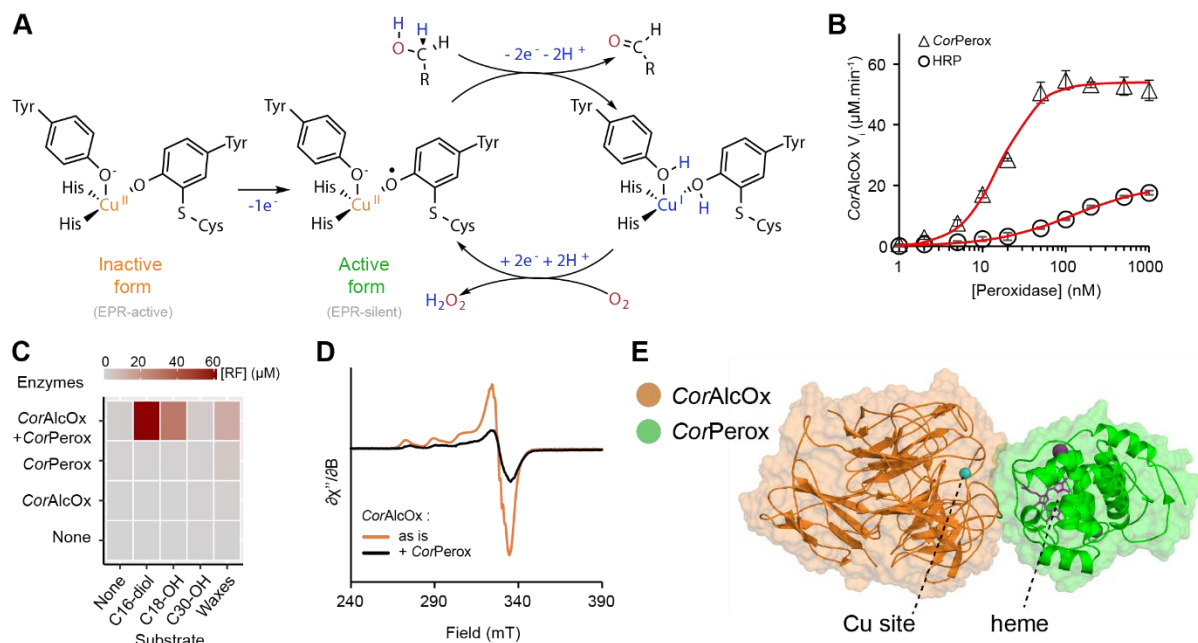 A
H
O
H
C
H
R
- 2e⁻ - 2H⁺
O
C
H
R
Tyr
O⁻
Tyr
O
His
Cu II
His
S
Cys
-1e⁻
Tyr
O⁻
Tyr
O
His
Cu II
His
S
Cys
Tyr
O
H
Tyr
O
H
His
Cu I
His
S
Cys
Inactive
form
(EPR-active)
Active
form
(EPR-silent)
+ 2e⁻ + 2H⁺
H₂O₂
O₂
B
CorPerox
HRP
CorAlcOx Vᵢ (µM.min⁻¹)
60
40
20
0
1
10
100
1000
[Peroxidase] (nM)
C
0 20 40 60
[RF] (µM)
Enzymes
CorAlcOx
+CorPerox
CorPerox
CorAlcOx
None
None
C16-diol
C18-OH
C30-OH
Waxes
Substrate
D
∂χ''/∂B
CorAlcOx :
as is
+ CorPerox
240 290 340 390
Field (mT)
E
CorAlcOx
CorPerox
Cu site
heme